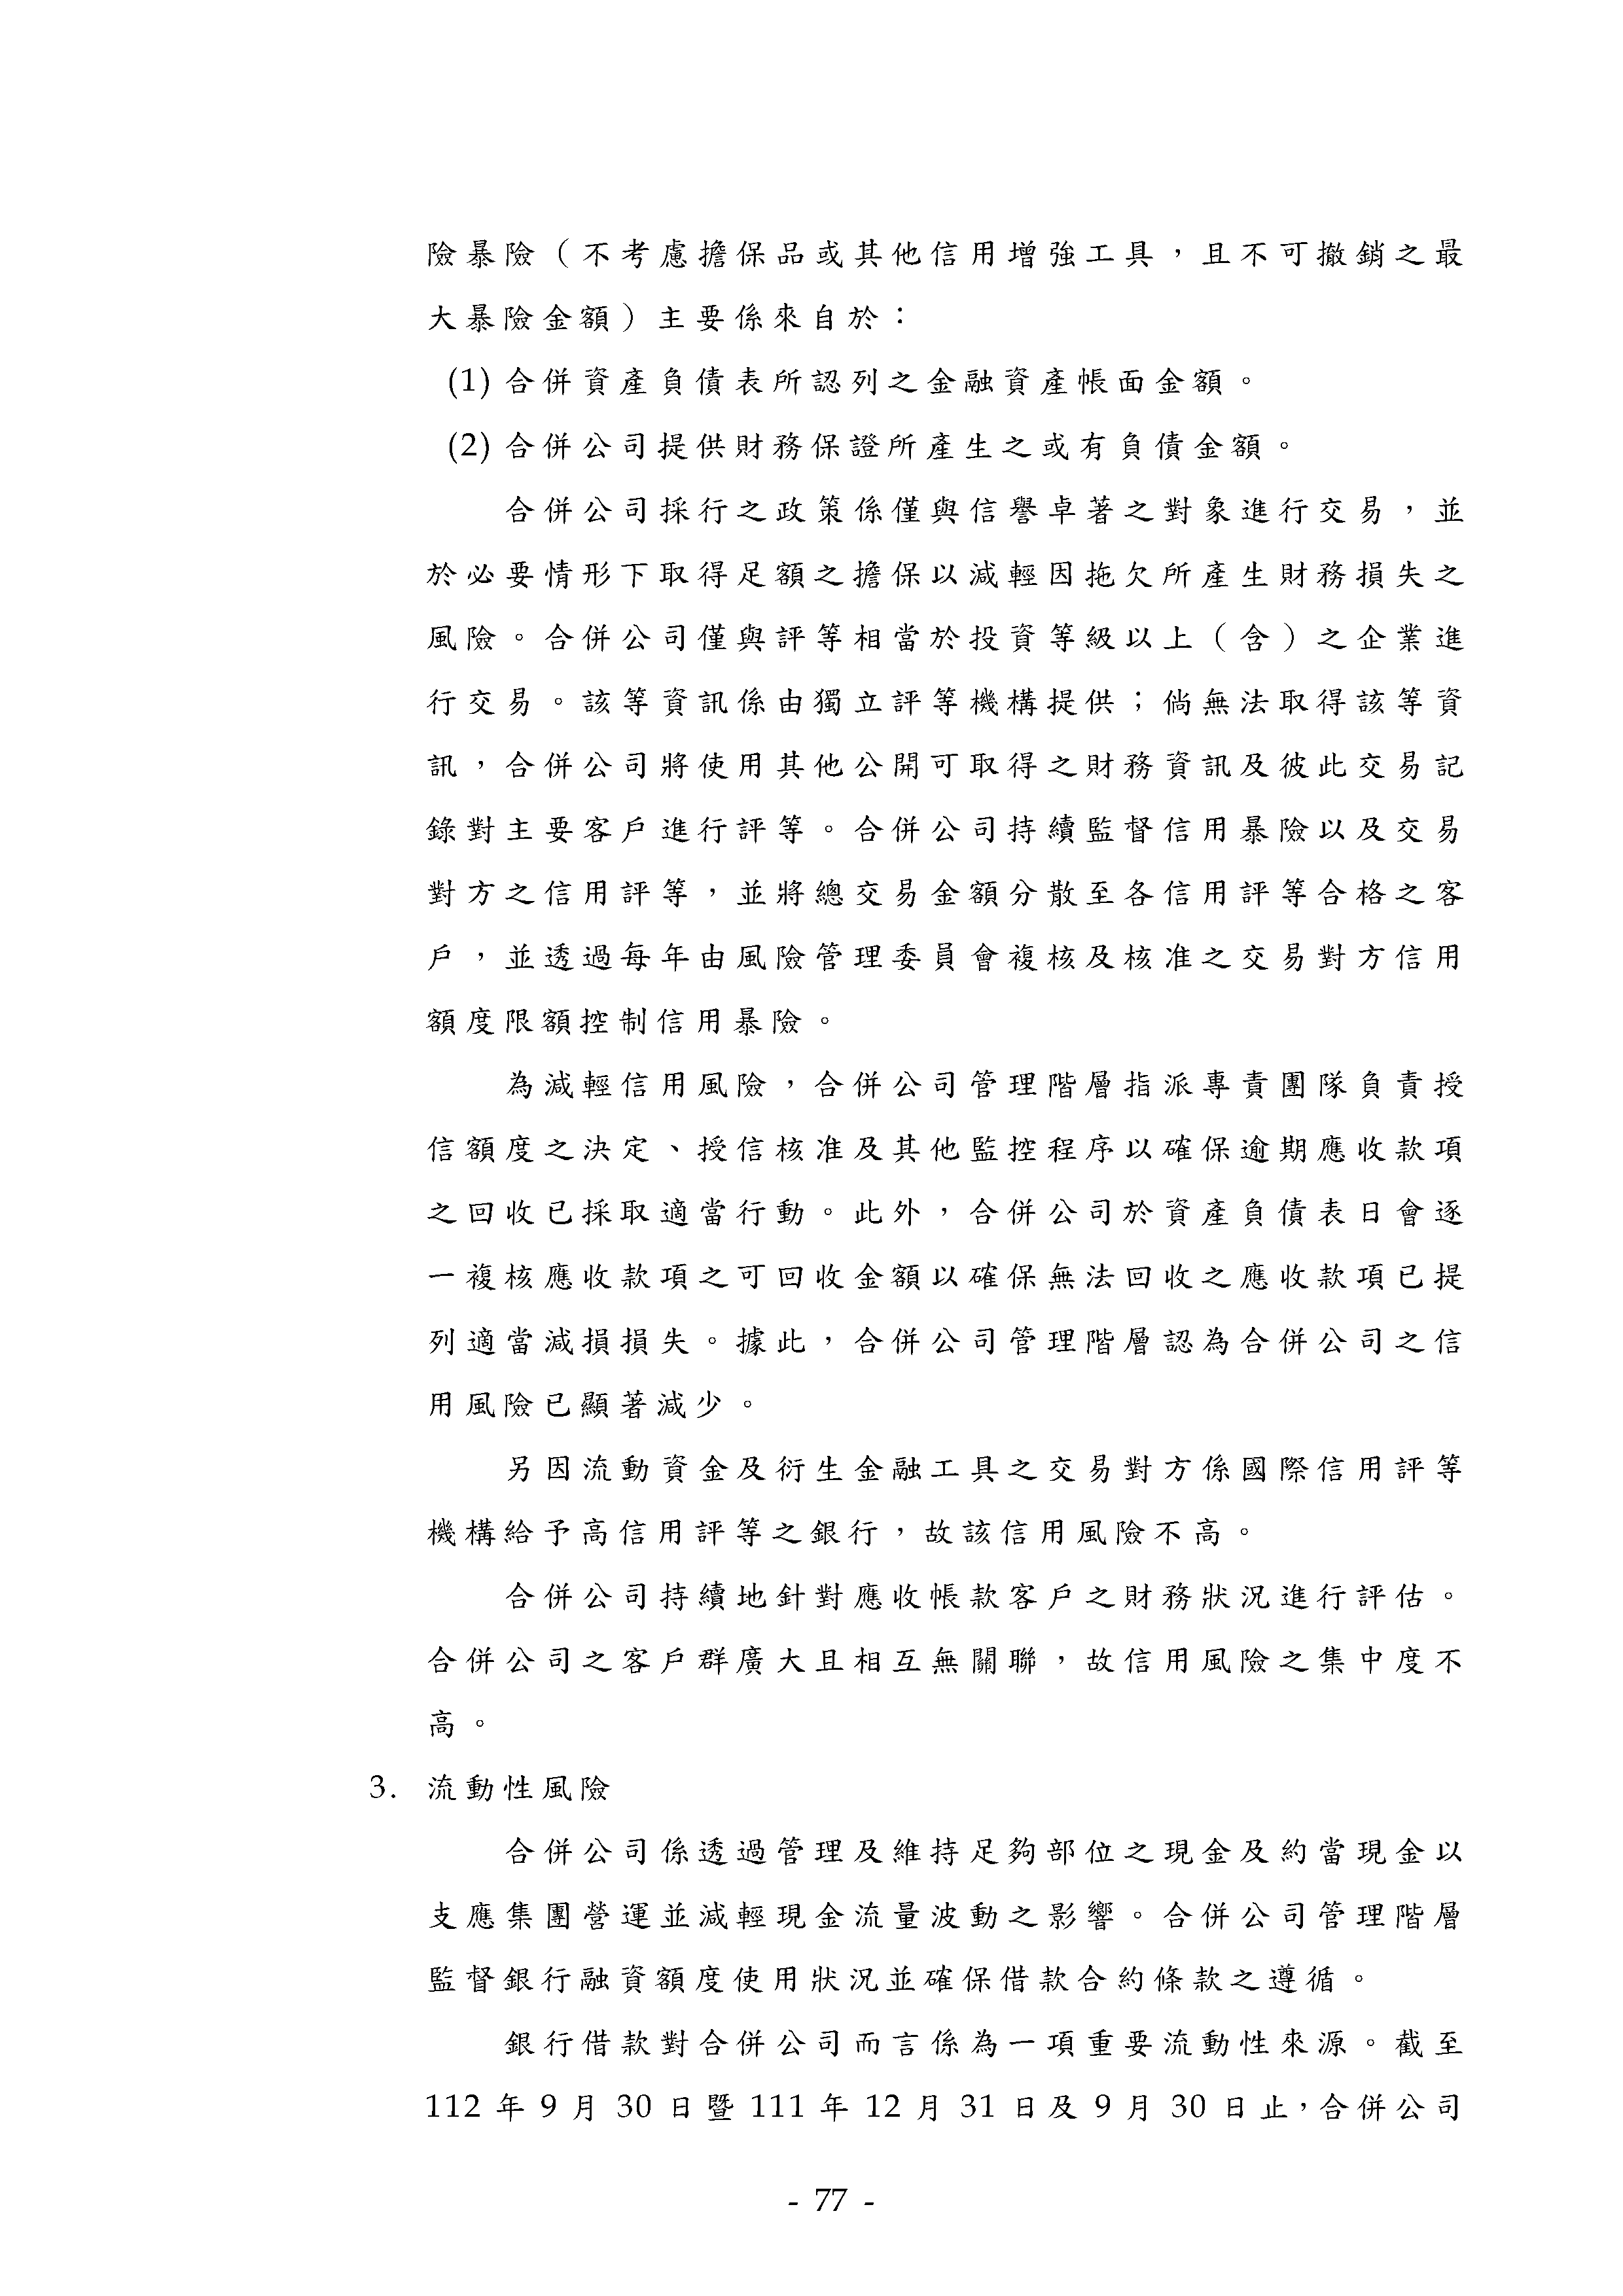 險暴險（不考慮擔保品或其他信用增強工具，且不可撤銷之最
大暴險金額）主要係來自於：
(1) 合併資產負債表所認列之金融資產帳面金額。
(2) 合併公司提供財務保證所產生之或有負債金額。
合併公司採行之政策係僅與信譽卓著之對象進行交易，並
於必要情形下取得足額之擔保以減輕因拖欠所產生財務損失之
風險。合併公司僅與評等相當於投資等級以上（含）之企業進
行交易。該等資訊係由獨立評等機構提供；倘無法取得該等資
訊，合併公司將使用其他公開可取得之財務資訊及彼此交易記
錄對主要客戶進行評等。合併公司持續監督信用暴險以及交易
對方之信用評等，並將總交易金額分散至各信用評等合格之客
戶，並透過每年由風險管理委員會複核及核准之交易對方信用
額度限額控制信用暴險。
為減輕信用風險，合併公司管理階層指派專責團隊負責授
信額度之決定、授信核准及其他監控程序以確保逾期應收款項
之回收已採取適當行動。此外，合併公司於資產負債表日會逐
一複核應收款項之可回收金額以確保無法回收之應收款項已提
列適當減損損失。據此，合併公司管理階層認為合併公司之信
用風險已顯著減少。
另因流動資金及衍生金融工具之交易對方係國際信用評等
機構給予高信用評等之銀行，故該信用風險不高。
合併公司持續地針對應收帳款客戶之財務狀況進行評估。
合併公司之客戶群廣大且相互無關聯，故信用風險之集中度不
高。
3. 流動性風險
合併公司係透過管理及維持足夠部位之現金及約當現金以
支應集團營運並減輕現金流量波動之影響。合併公司管理階層
監督銀行融資額度使用狀況並確保借款合約條款之遵循。
銀行借款對合併公司而言係為一項重要流動性來源。截至
112 年 9 月 30 日暨 111 年 12 月 31 日及 9 月 30 日止，合併公司
- 77 -